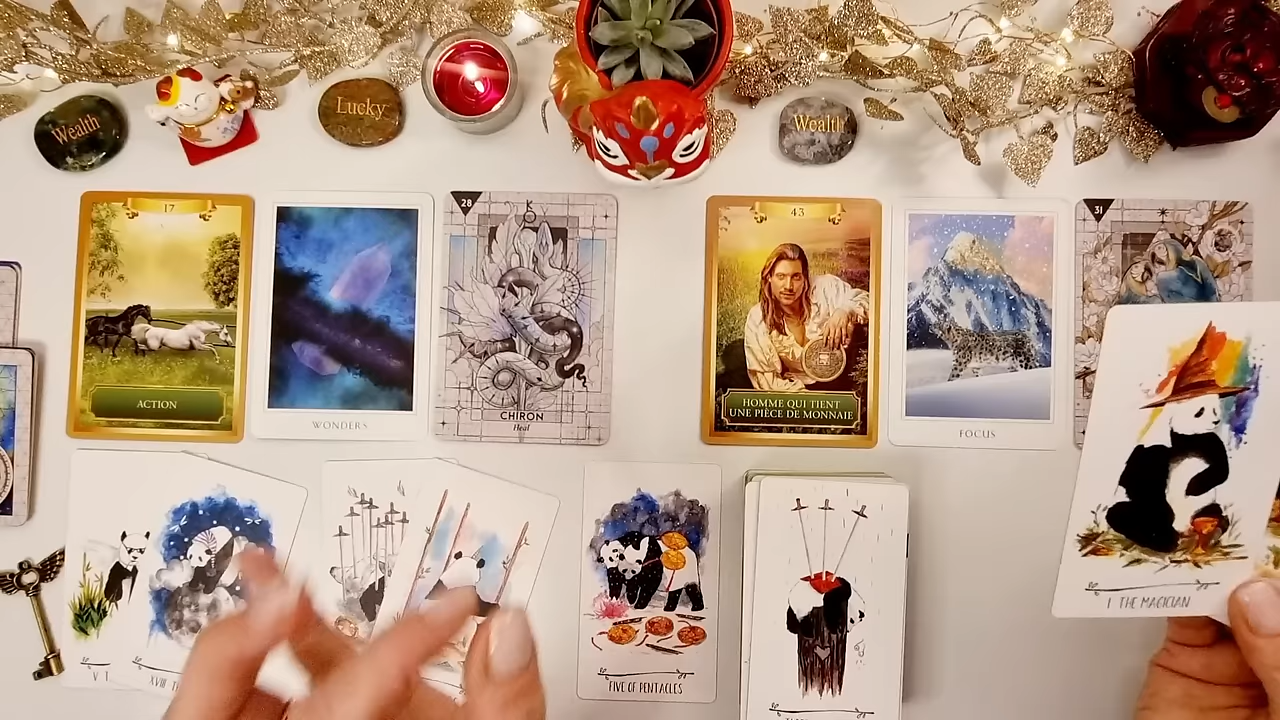 Wealth
Lucky
Wealth
17
ACTION
WONDERS
28
CHIRON
Heal
43
HOMME QUI TIENT
UNE PIÈCE DE MONNAIE
FOCUS
31
V T
XVIII T
FIVE OF PENTACLES
I THE MAGICIAN